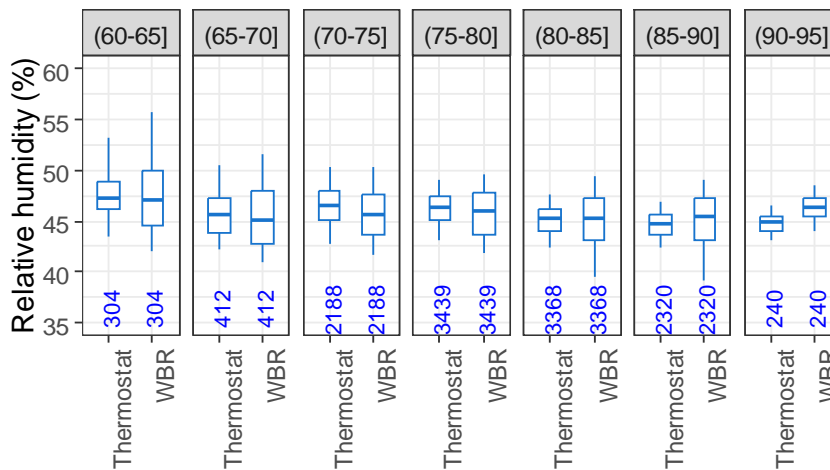 (60-65] (65-70] (70-75] (75-80] (80-85] (85-90] (90-95]
Relative humidity (%)
60
55
50
45
40
35
304 304 412 412 2188 2188 3439 3439 3368 3368 2320 2320 240 240
Thermostat WBR Thermostat WBR Thermostat WBR Thermostat WBR Thermostat WBR Thermostat WBR Thermostat WBR